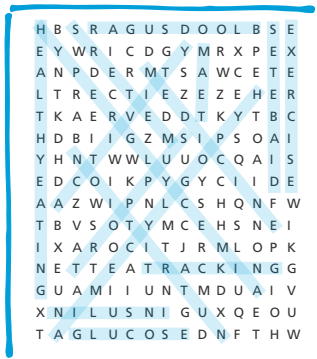 H B S R A G U S D O O L B S E
E Y W R I C D G Y M R X P E X
A N P D E R M T S A W C E T E
L T R E C T I E Z E Z E H E R
T K A E R V E D D T K Y T B C
H D B I I G Z M S I P S O A I
Y H N T W W L U U O C Q A I S
E D C O I K P Y G Y C I I D E
A A Z W I P N L C S H Q N F W
T B V S O T Y M C E H S N E I
I X A R O C I T J R M L O P K
N E T T E A T R A C K I N G G
G U A M I I U N T M D U A I V
X N I L U S N I G U X Q E O U
T A G L U C O S E D N F T H W